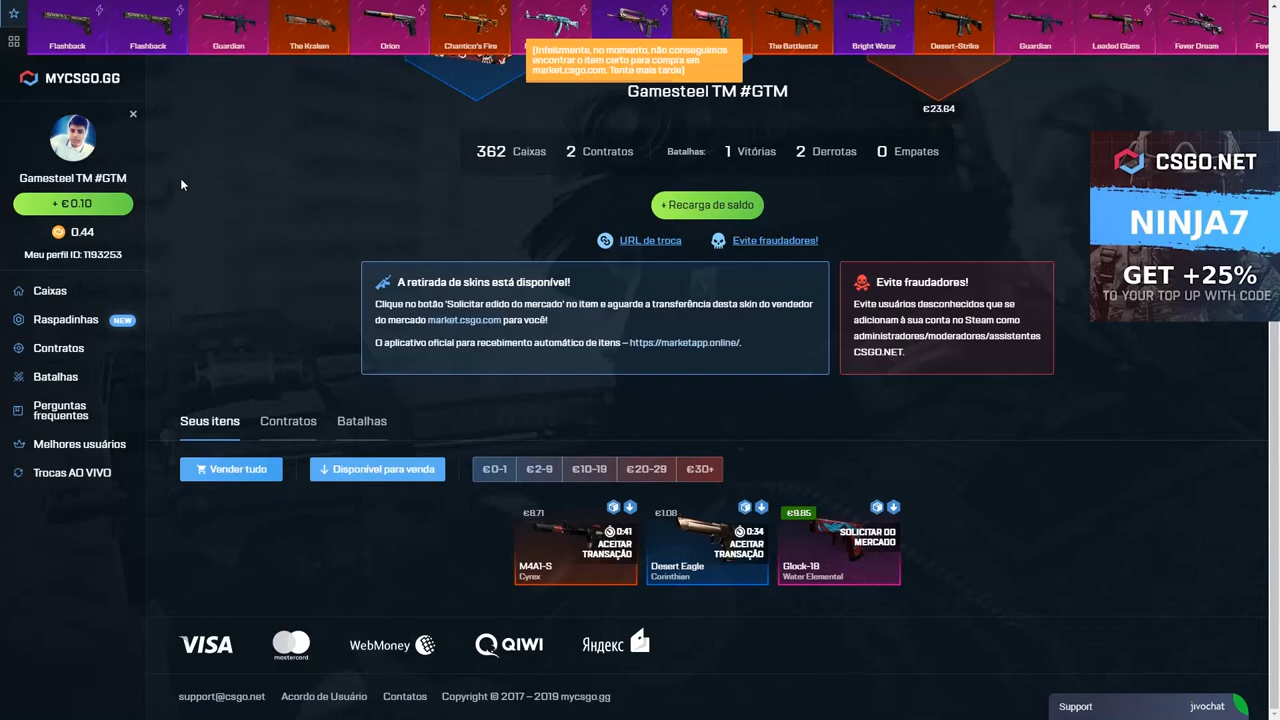 Flashback
Flashback
Guardian
The Kraken
Orion
Chantico's Fire
The Battlestar
Bright Water
Desert-Strike
Guardian
Leaded Glass
Fever Dream
[Infelizmente, no momento, não conseguimos
encontrar o item certo para compra em
market.csgo.com. Tente mais tarde]
MYCSGO.GG
Gamesteel TM #GTM
€23.64
362 Caixas
2 Contratos
Batalhas:
1 Vitórias
2 Derrotas
0 Empates
Gamesteel TM #GTM
+ €0.10
0.44
Meu perfil ID: 1193253
+ Recarga de saldo
URL de troca
Evite fraudadores!
CSGO.NET
NINJA7
GET +25%
TO YOUR TOP UP WITH CODE
A retirada de skins está disponível!
Clique no botão 'Solicitar edido do mercado' no item e aguarde a transferência desta skin do vendedor
do mercado market.csgo.com para você!
O aplicativo oficial para recebimento automático de itens – https://marketapp.online/.
Evite fraudadores!
Evite usuários desconhecidos que se
adicionam à sua conta no Steam como
administradores/moderadores/assistentes
CSGO.NET.
Caixas
Raspadinhas NEW
Contratos
Batalhas
Perguntas
frequentes
Melhores usuários
Trocas AO VIVO
Seus itens
Contratos
Batalhas
Vender tudo
Disponível para venda
€0-1
€2-9
€10-19
€20-29
€30+
€8.71
0:41
ACEITAR
TRANSAÇÃO
M4A1-S
Cyrex
€1.08
0:34
ACEITAR
TRANSAÇÃO
Desert Eagle
Corinthian
€9.85
SOLICITAR DO
MERCADO
Glock-18
Water Elemental
VISA
mastercard.
WebMoney
QIWI
Яндекс
support@csgo.net
Acordo de Usuário
Contatos
Copyright © 2017 – 2019 mycsgo.gg
Support
jivochat